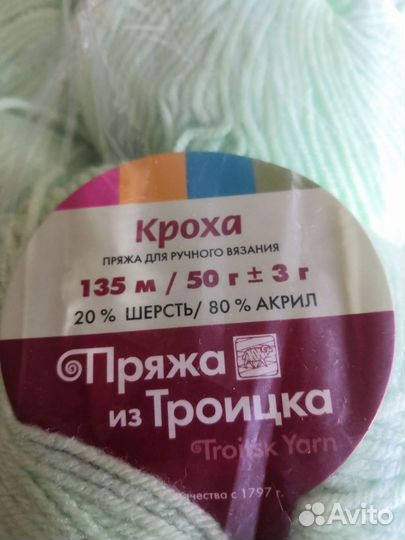 Кроха
ПРЯЖА ДЛЯ РУЧНОГО ВЯЗАНИЯ
135 м / 50 г ± 3 г
20 % ШЕРСТЬ/ 80 % АКРИЛ
Пряжа
из Троицка
Troitsk Yarn
качества с 1797 г.
Avito